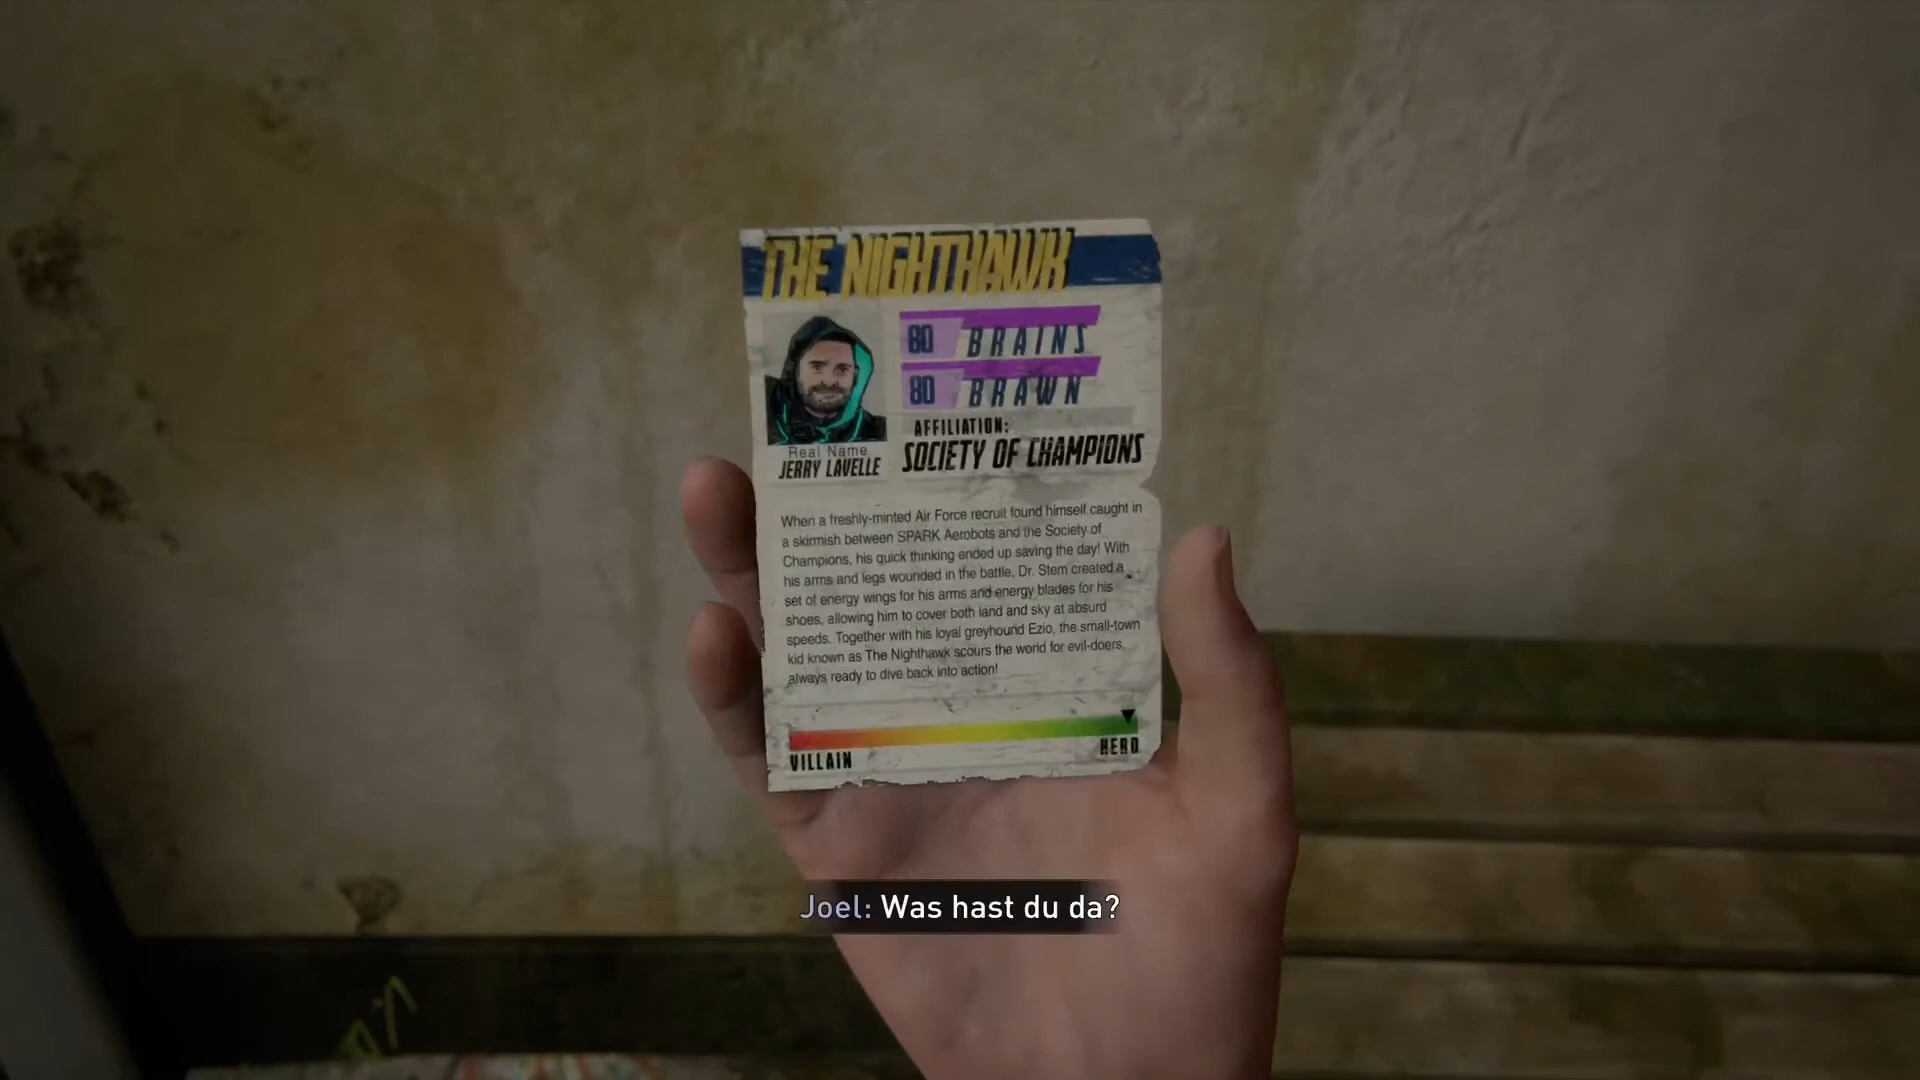 THE NIGHTHAWK
80 BRAINS
80 BRAWN
AFFILIATION:
SOCIETY OF CHAMPIONS
Real Name
JERRY LAVELLE
When a freshly-minted Air Force recruit found himself caught in
a skirmish between SPARK Aerobots and the Society of
Champions, his quick thinking ended up saving the day! With
his arms and legs wounded in the battle, Dr. Stem created a
set of energy wings for his arms and energy blades for his
shoes, allowing him to cover both land and sky at absurd
speeds. Together with his loyal greyhound Ezio, the small-town
kid known as The Nighthawk scours the world for evil-doers,
always ready to dive back into action!
VILLAIN HERO
Joel: Was hast du da?